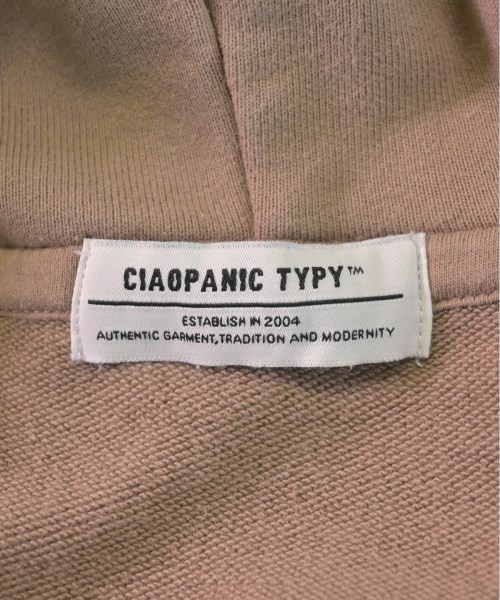 CIAOPANIC TYPY™
ESTABLISH IN 2004
AUTHENTIC GARMENT,TRADITION AND MODERNITY